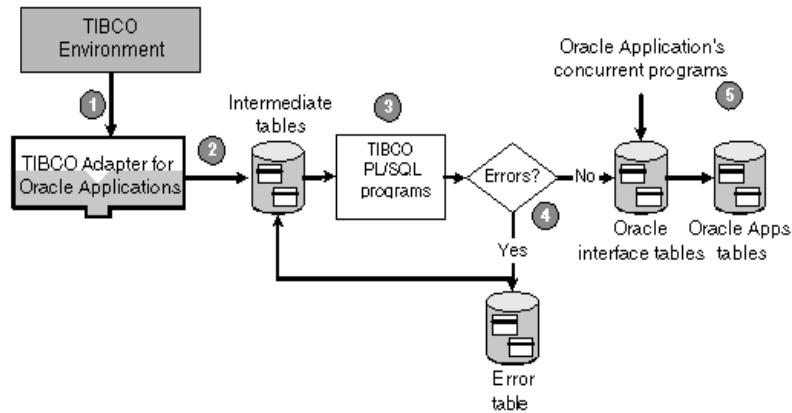 TIBCO
Environment
1
TIBCO Adapter for
Oracle Applications
2
Intermediate
tables
3
TIBCO
PL/SQL
programs
Errors?
4
No
Yes
Error
table
Oracle Application's
concurrent programs
5
Oracle
interface tables
Oracle Apps
tables